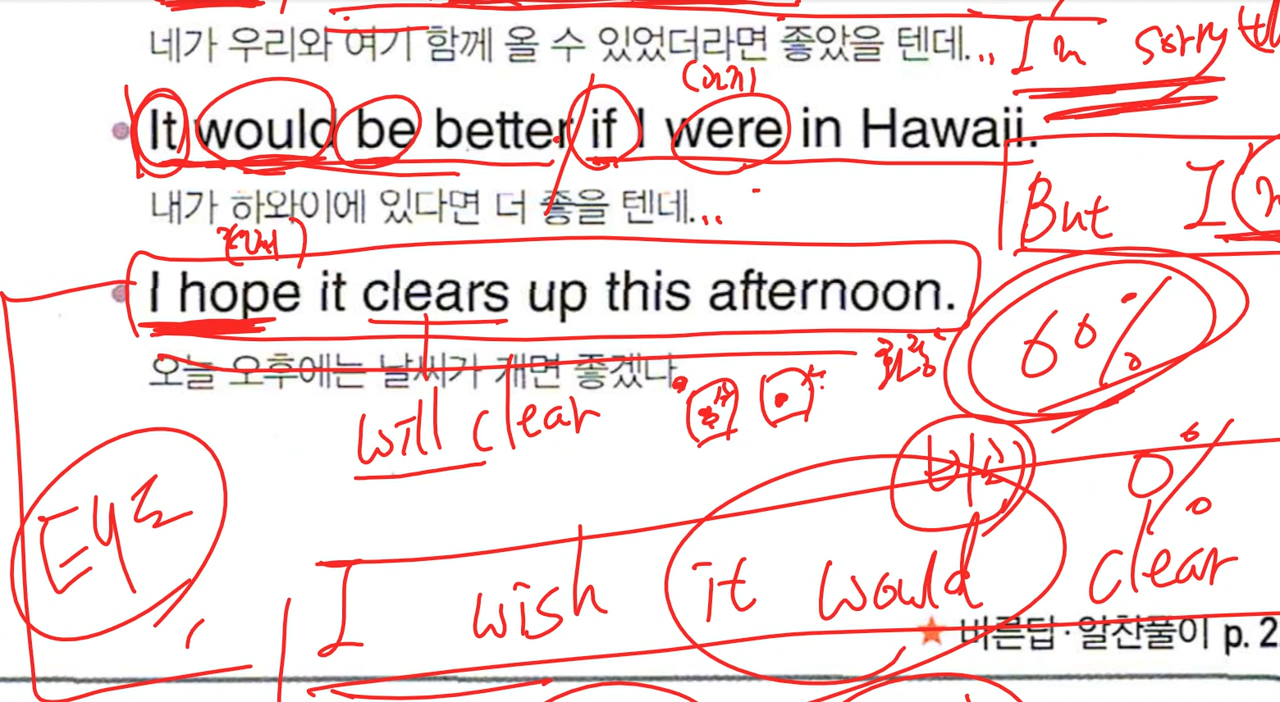 네가 우리와 여기 함께 올 수 있었더라면 좋았을 텐데...
I'm sorry th
It would be better if I were in Hawaii.
But I
내가 하와이에 있다면 더 좋을 텐데...
I hope it clears up this afternoon.
60%
오늘 오후에는 날씨가 개면 좋겠다.
will clear
0%
I wish it would clear
바른답·알찬풀이 p. 2